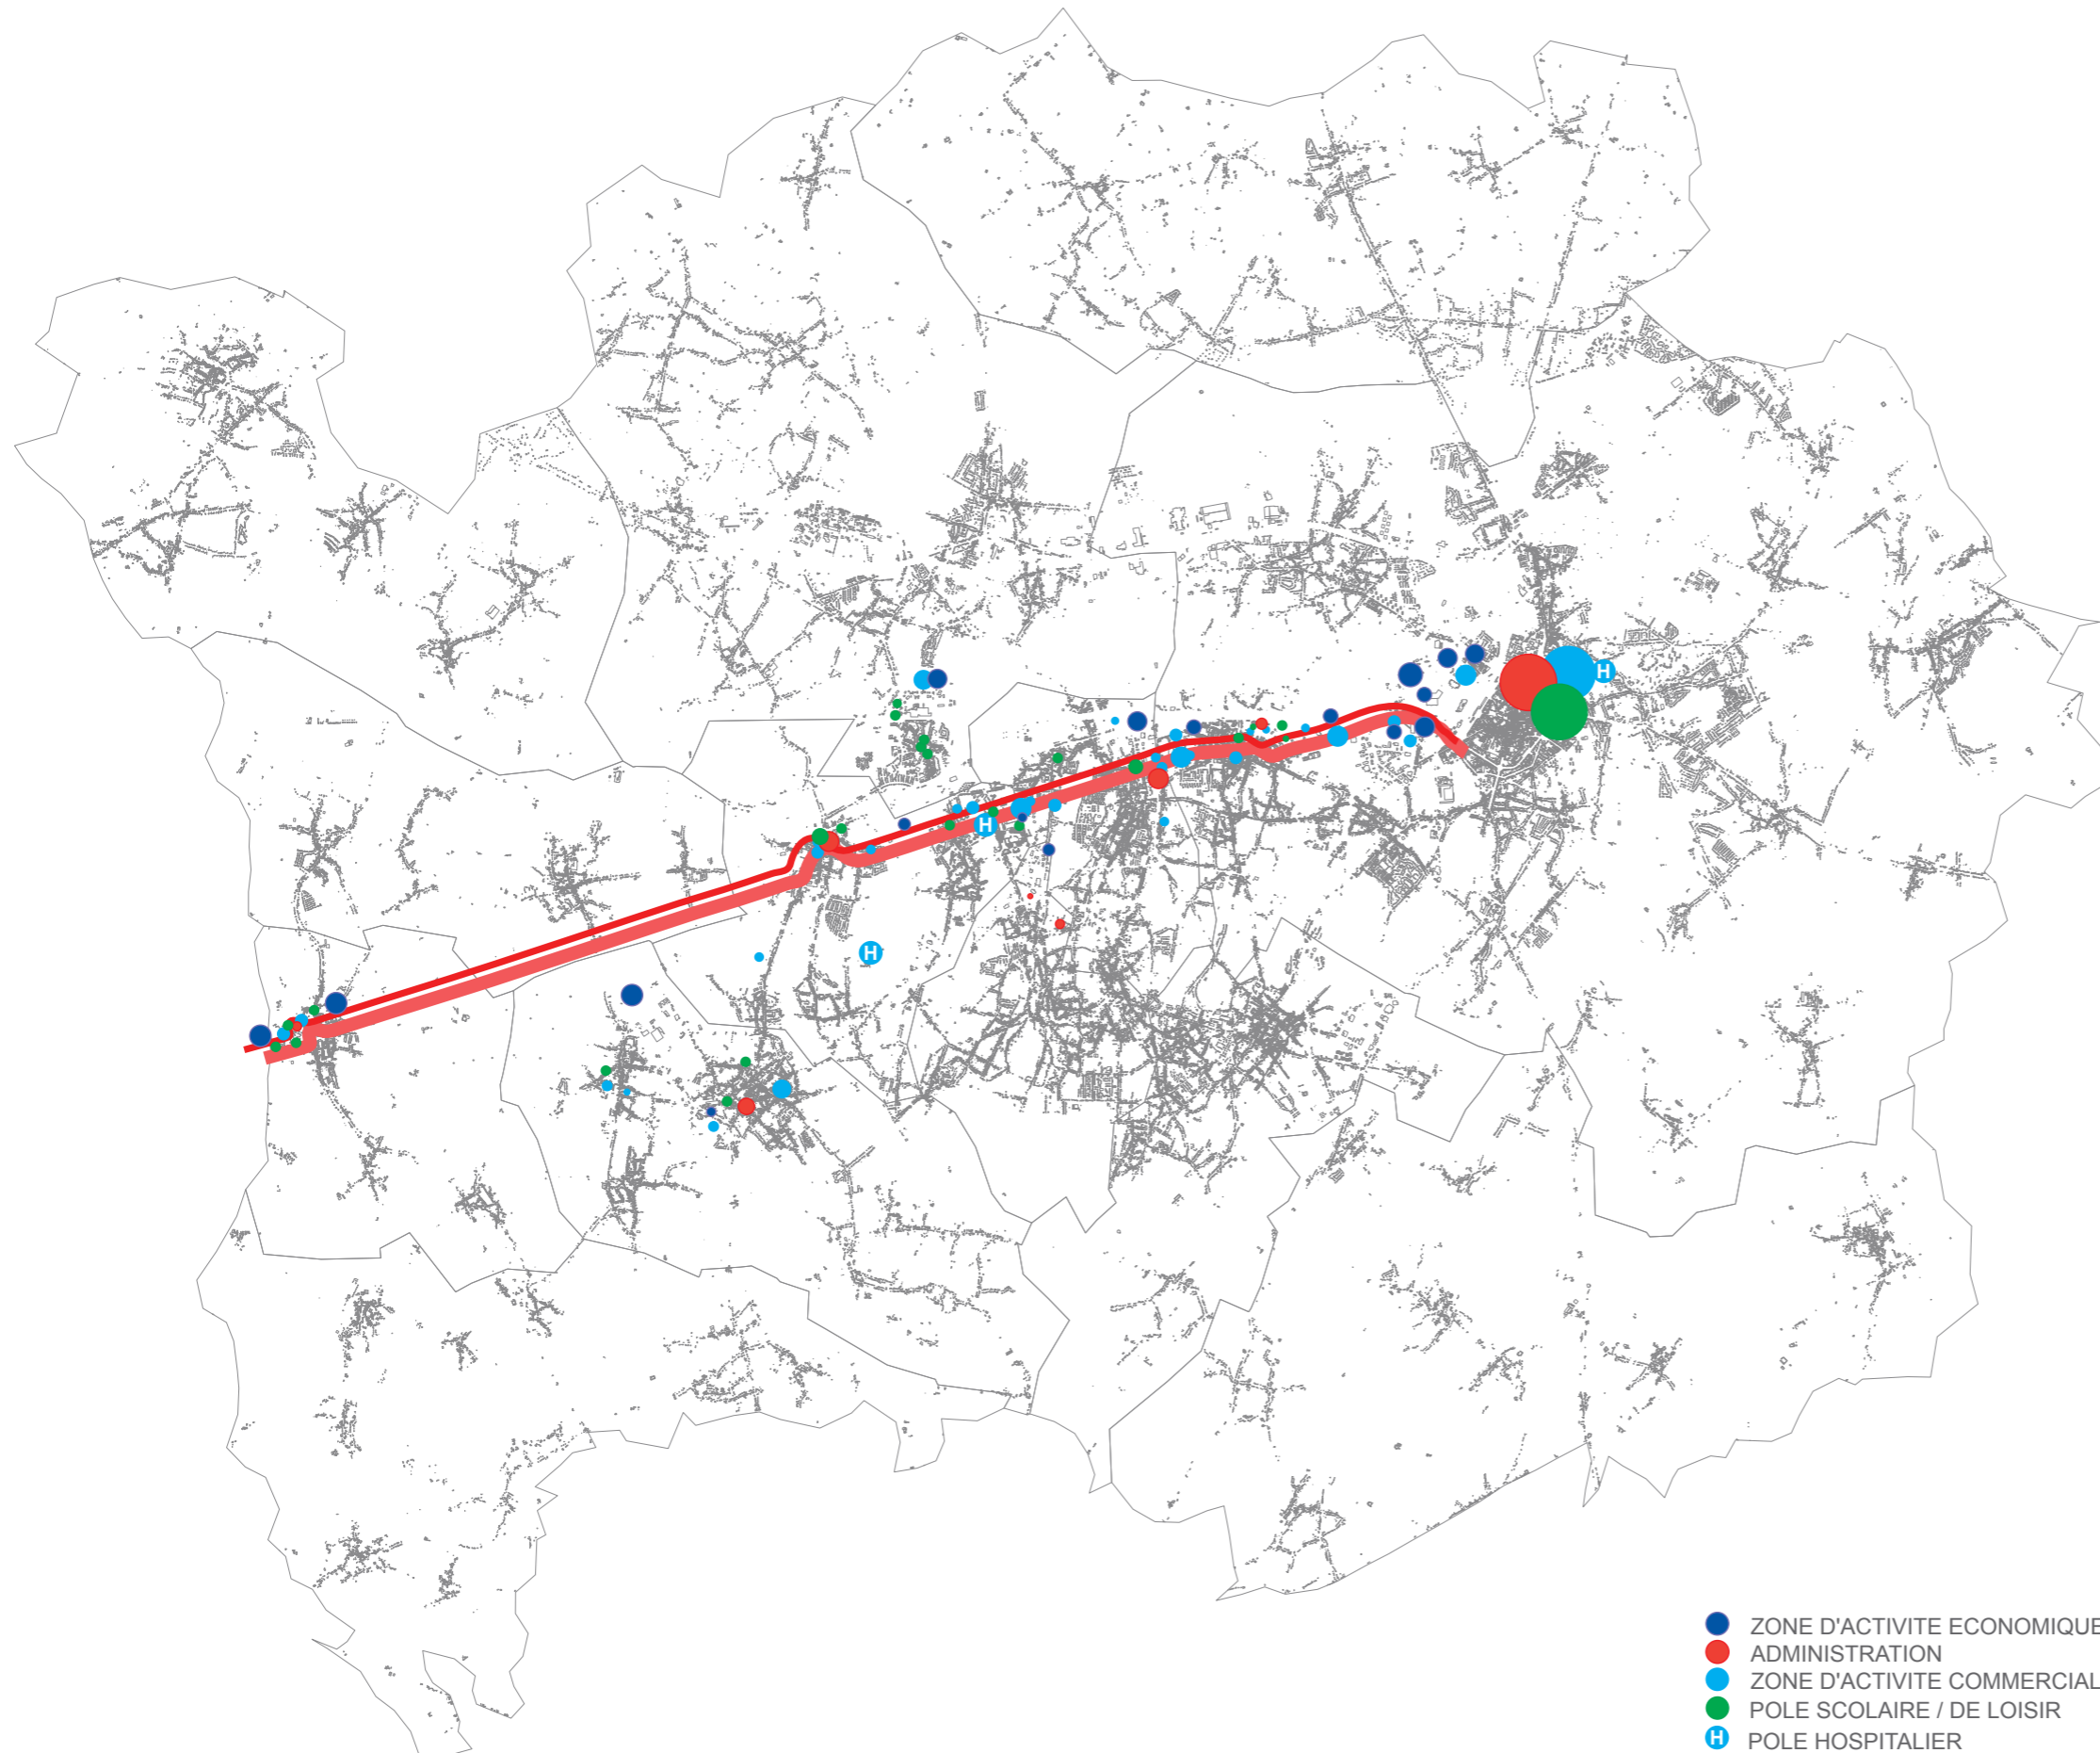 H
H
H
ZONE D'ACTIVITE ECONOMIQUE
ADMINISTRATION
ZONE D'ACTIVITE COMMERCIAL
POLE SCOLAIRE / DE LOISIR
H POLE HOSPITALIER